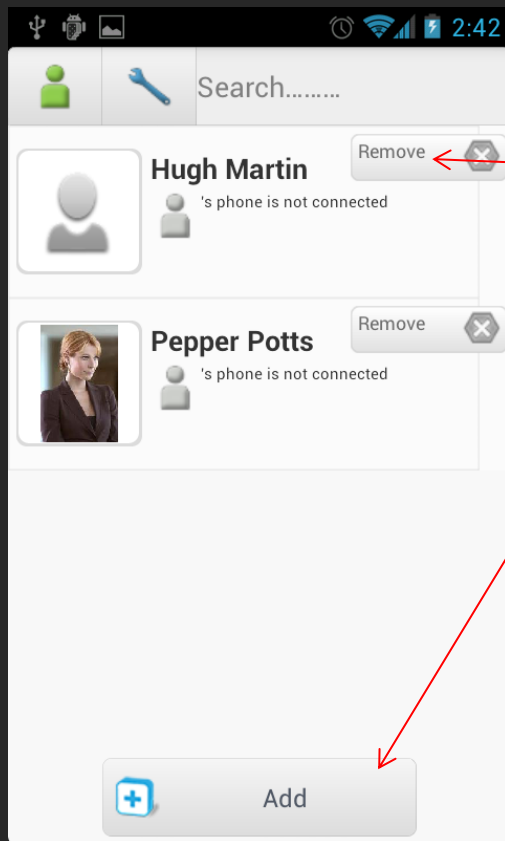 2:42
Search.........
Hugh Martin
Remove
's phone is not connected
Pepper Potts
Remove
's phone is not connected
Add